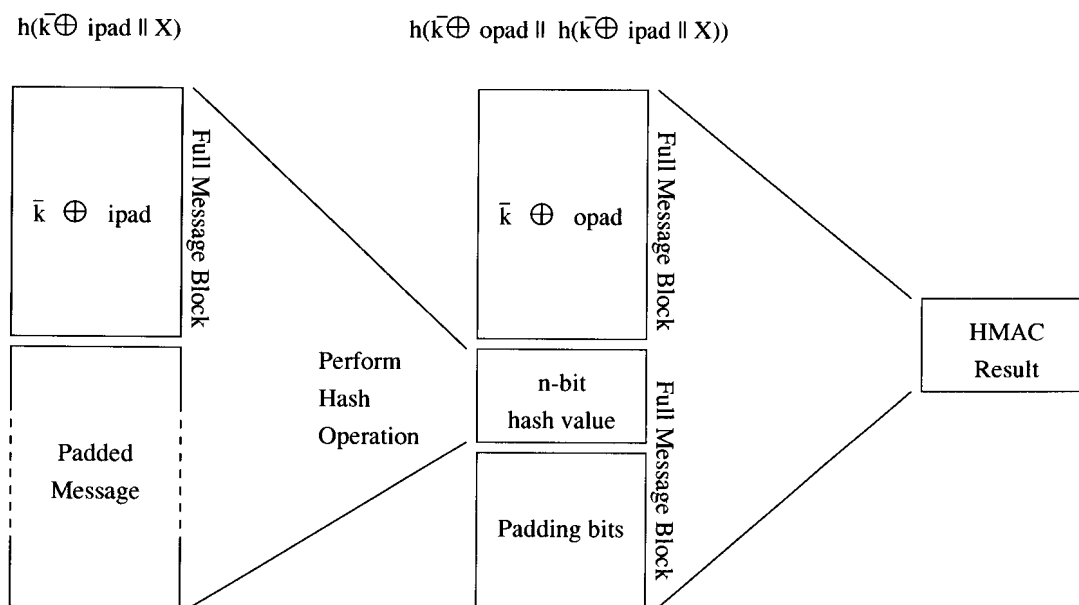 h(k̄⊕ ipad ‖ X)
h(k̄⊕ opad ‖ h(k̄⊕ ipad ‖ X))
k̄ ⊕ ipad
Full Message Block
Padded
Message
Perform
Hash
Operation
k̄ ⊕ opad
Full Message Block
n-bit
hash value
Padding bits
Full Message Block
HMAC
Result